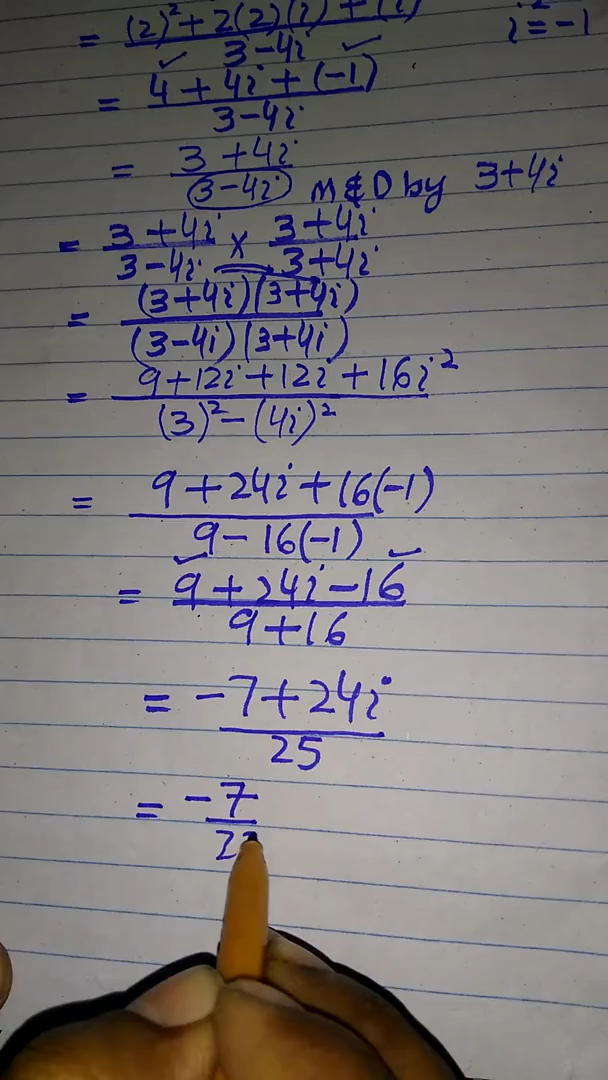 = (2)² + 2(2)(i) + (i) / 3-4i
i² = -1
= 4 + 4i + (-1) / 3-4i
= 3+4i / 3-4i M&D by 3+4i
= 3+4i / 3-4i × 3+4i / 3+4i
= (3+4i)(3+4i) / (3-4i)(3+4i)
= 9+12i+12i+16i² / (3)²-(4i)²
= 9+24i+16(-1) / 9-16(-1)
= 9+24i-16 / 9+16
= -7+24i / 25
= -7 / 2